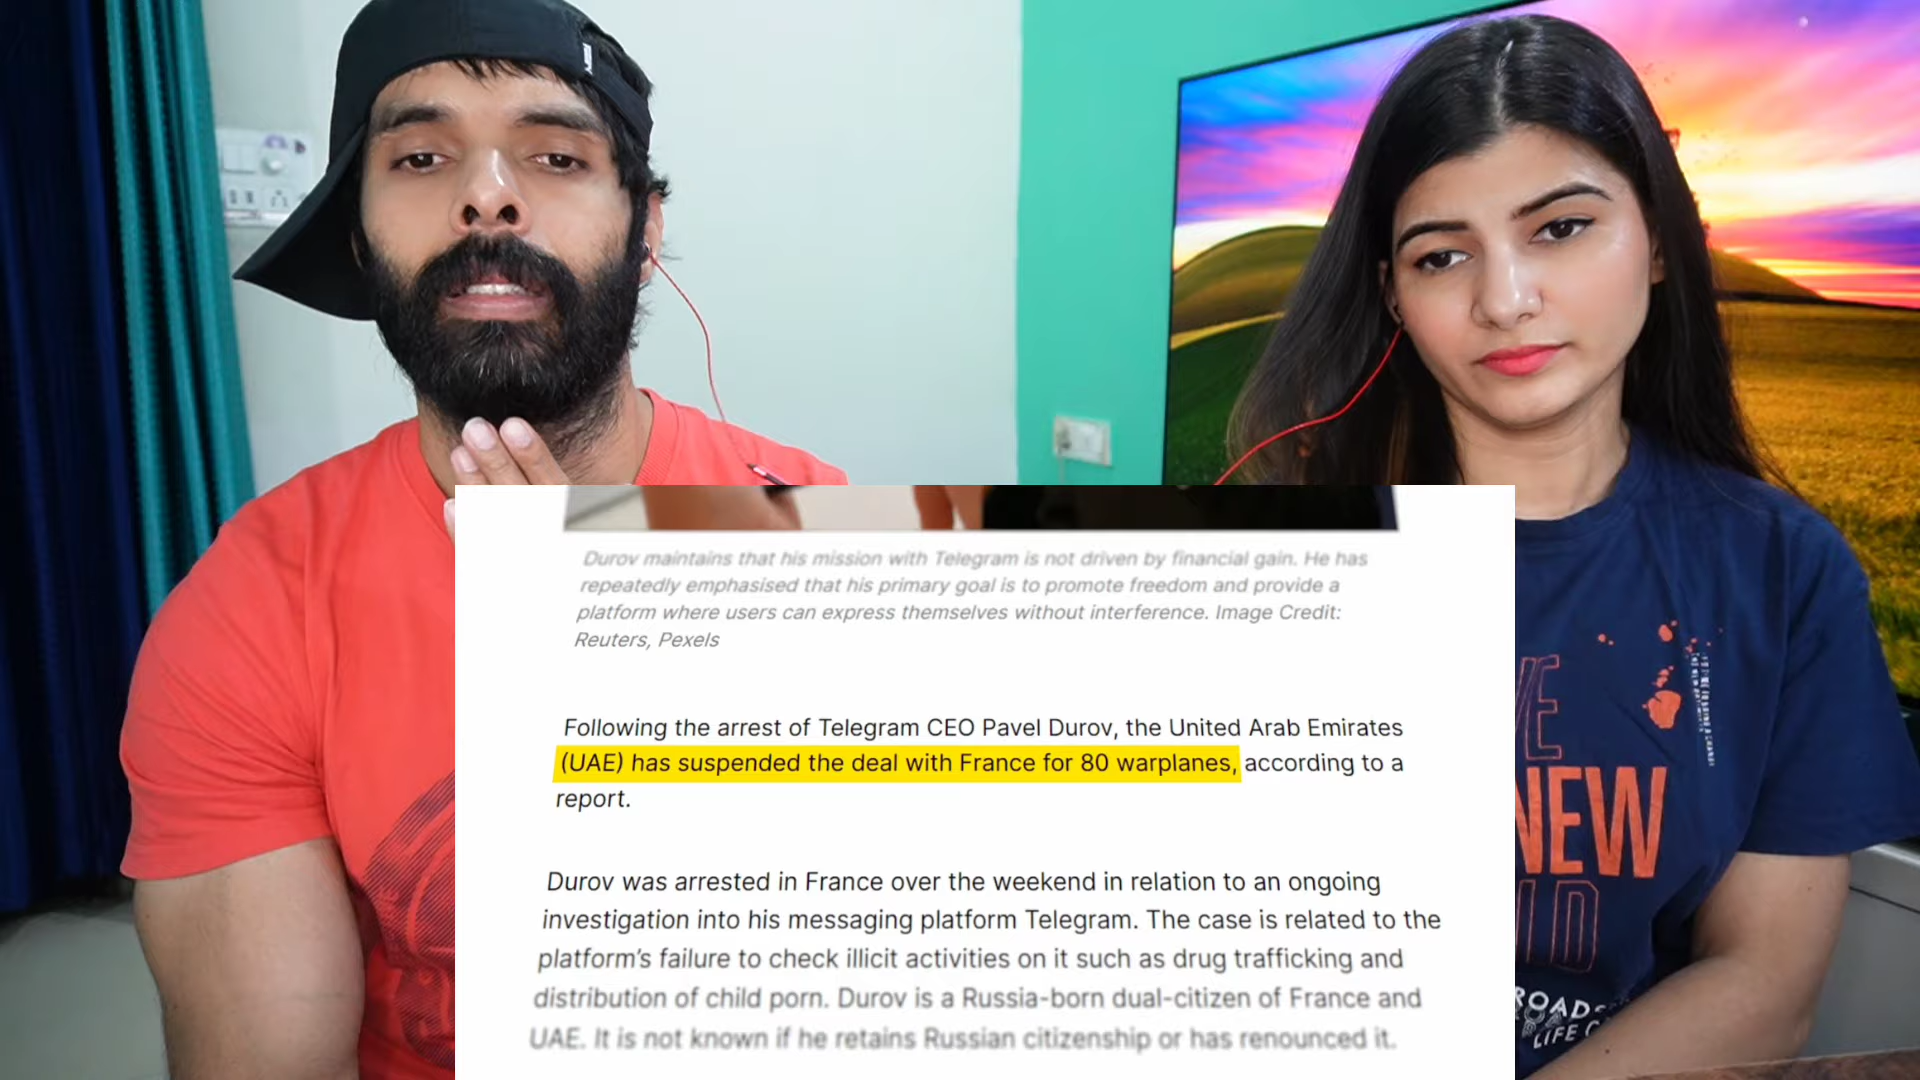 Durov maintains that his mission with Telegram is not driven by financial gain. He has
repeatedly emphasised that his primary goal is to promote freedom and provide a
platform where users can express themselves without interference. Image Credit:
Reuters, Pexels
Following the arrest of Telegram CEO Pavel Durov, the United Arab Emirates
(UAE) has suspended the deal with France for 80 warplanes, according to a
report.
Durov was arrested in France over the weekend in relation to an ongoing
investigation into his messaging platform Telegram. The case is related to the
platform's failure to check illicit activities on it such as drug trafficking and
distribution of child porn. Durov is a Russia-born dual-citizen of France and
UAE. It is not known if he retains Russian citizenship or has renounced it.
VE
NEW
ID
ROADS
LIFE